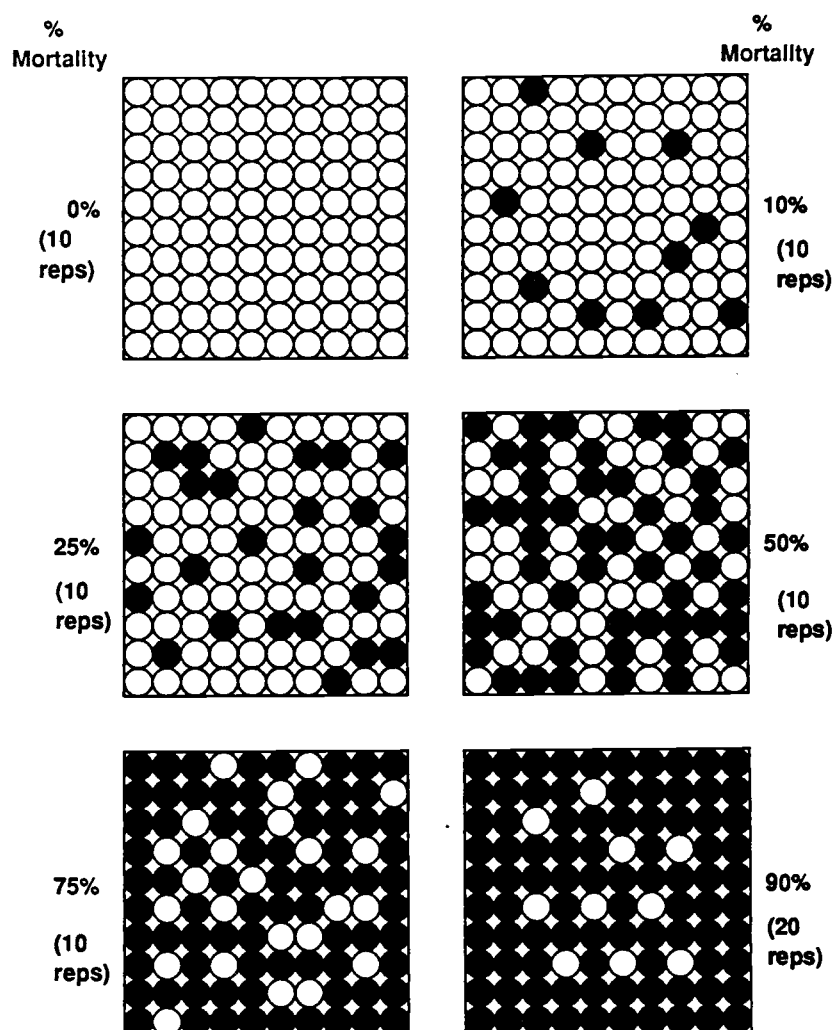 %
Mortality
%
Mortality
0%
(10
reps)
10%
(10
reps)
25%
(10
reps)
50%
(10
reps)
75%
(10
reps)
90%
(20
reps)